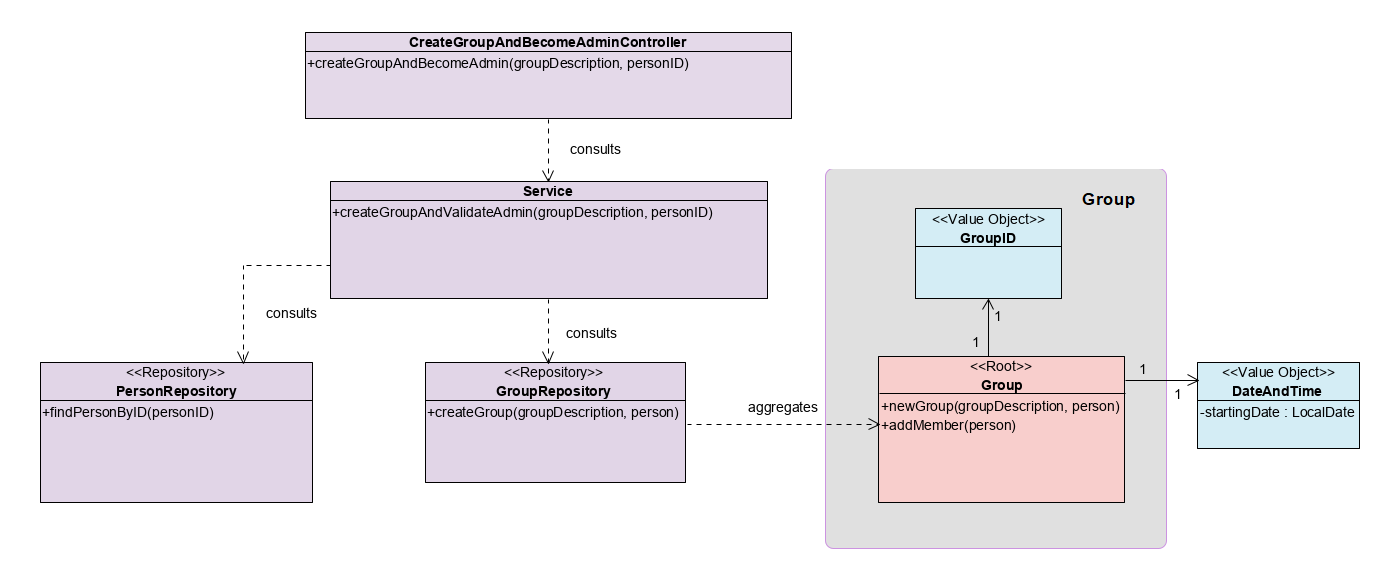 CreateGroupAndBecomeAdminController
+createGroupAndBecomeAdmin(groupDescription, personID)
consults
Service
+createGroupAndValidateAdmin(groupDescription, personID)
consults
consults
<<Repository>>
PersonRepository
+findPersonByID(personID)
<<Repository>>
GroupRepository
+createGroup(groupDescription, person)
aggregates
Group
<<Value Object>>
GroupID
1
1
<<Root>>
Group
+newGroup(groupDescription, person)
+addMember(person)
1
1
<<Value Object>>
DateAndTime
-startingDate : LocalDate